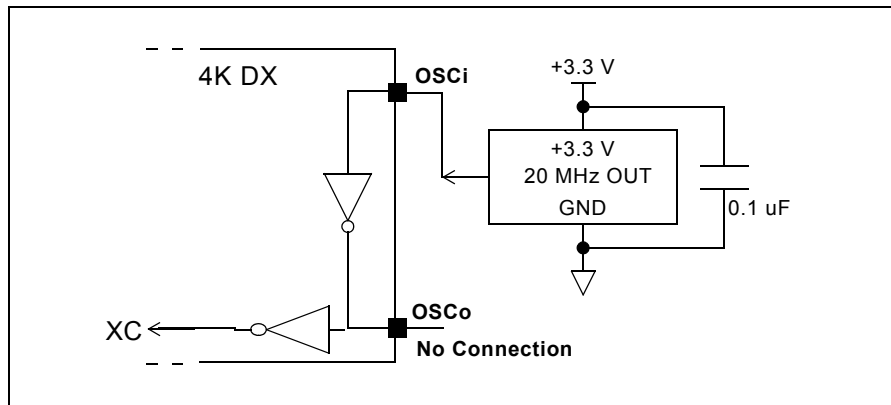 4K DX
OSCi
+3.3 V
+3.3 V
20 MHz OUT
GND
0.1 uF
OSCo
XC
No Connection